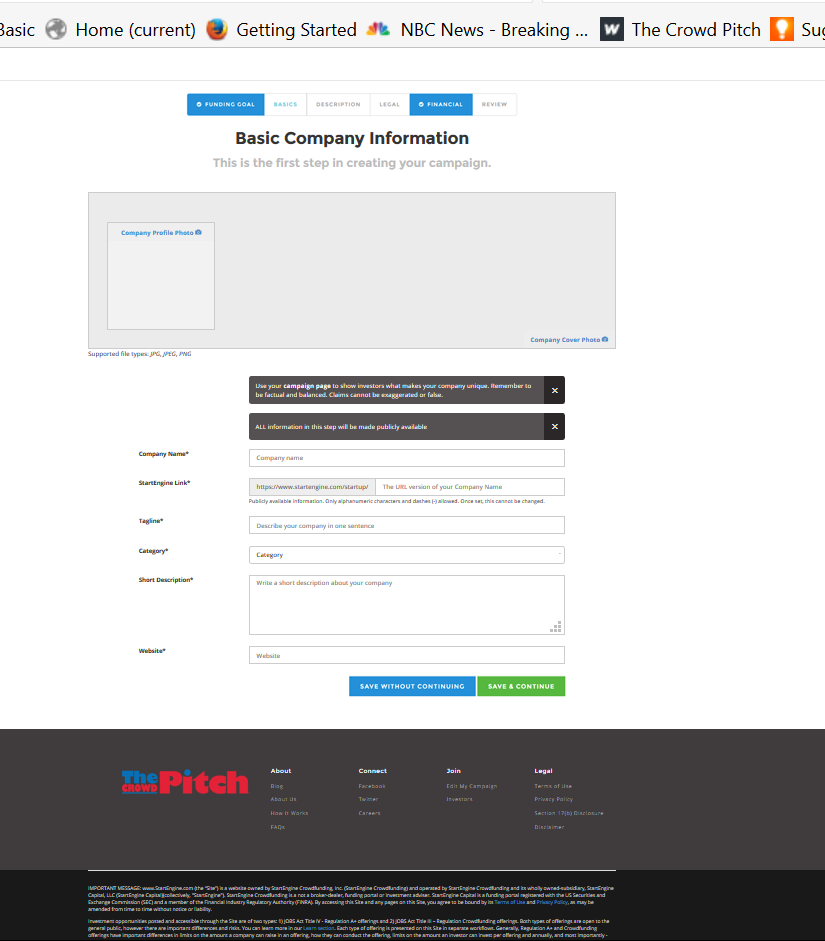 Basic Home (current) Getting Started NBC News - Breaking ... The Crowd Pitch Sug
FUNDING GOAL BASICS DESCRIPTION LEGAL FINANCIAL REVIEW
Basic Company Information
This is the first step in creating your campaign.
Company Profile Photo
Company Cover Photo
Supported file types: JPG, JPEG, PNG
Use your campaign page to show investors what makes your company unique. Remember to
be factual and balanced. Claims cannot be exaggerated or false.
×
ALL information in this step will be made publicly available
×
Company Name*
Company name
StartEngine Link*
https://www.startengine.com/startup/ The URL version of your Company Name
Publicly available information. Only alphanumeric characters and dashes (-) allowed. Once set, this cannot be changed.
Tagline*
Describe your company in one sentence
Category*
Category
Short Description*
Write a short description about your company
Website*
Website
SAVE WITHOUT CONTINUING SAVE & CONTINUE
The CROWD Pitch
About
Blog
About Us
How It Works
FAQs
Connect
Facebook
Twitter
Careers
Join
Edit My Campaign
Investors
Legal
Terms of Use
Privacy Policy
Section 17(b) Disclosure
Disclaimer
IMPORTANT MESSAGE: www.StartEngine.com (the "Site") is a website owned by StartEngine Crowdfunding, Inc. (StartEngine Crowdfunding) and operated by StartEngine Crowdfunding and its wholly owned-subsidiary, StartEngine
Capital, LLC (StartEngine Capital)(collectively, "StartEngine"). StartEngine Crowdfunding is a not a broker-dealer, funding portal or investment adviser. StartEngine Capital is a funding portal registered with the US Securities and
Exchange Commission (SEC) and a member of the Financial Industry Regulatory Authority (FINRA). By accessing this Site and any pages on this Site, you agree to be bound by its Terms of Use and Privacy Policy, as may be
amended from time to time without notice or liability.
Investment opportunities posted and accessible through the Site are of two types: 1) JOBS Act Title IV - Regulation A+ offerings and 2) JOBS Act Title III – Regulation Crowdfunding offerings. Both types of offerings are open to the
general public, however there are important differences and risks. You can learn more in our Learn section. Each type of offering is presented on this Site in separate workflows. Generally, Regulation A+ and Crowdfunding
offerings have important differences in limits on the amount a company can raise in an offering, how they can conduct the offering, limits on the amount an investor can invest per offering and annually, and most importantly -